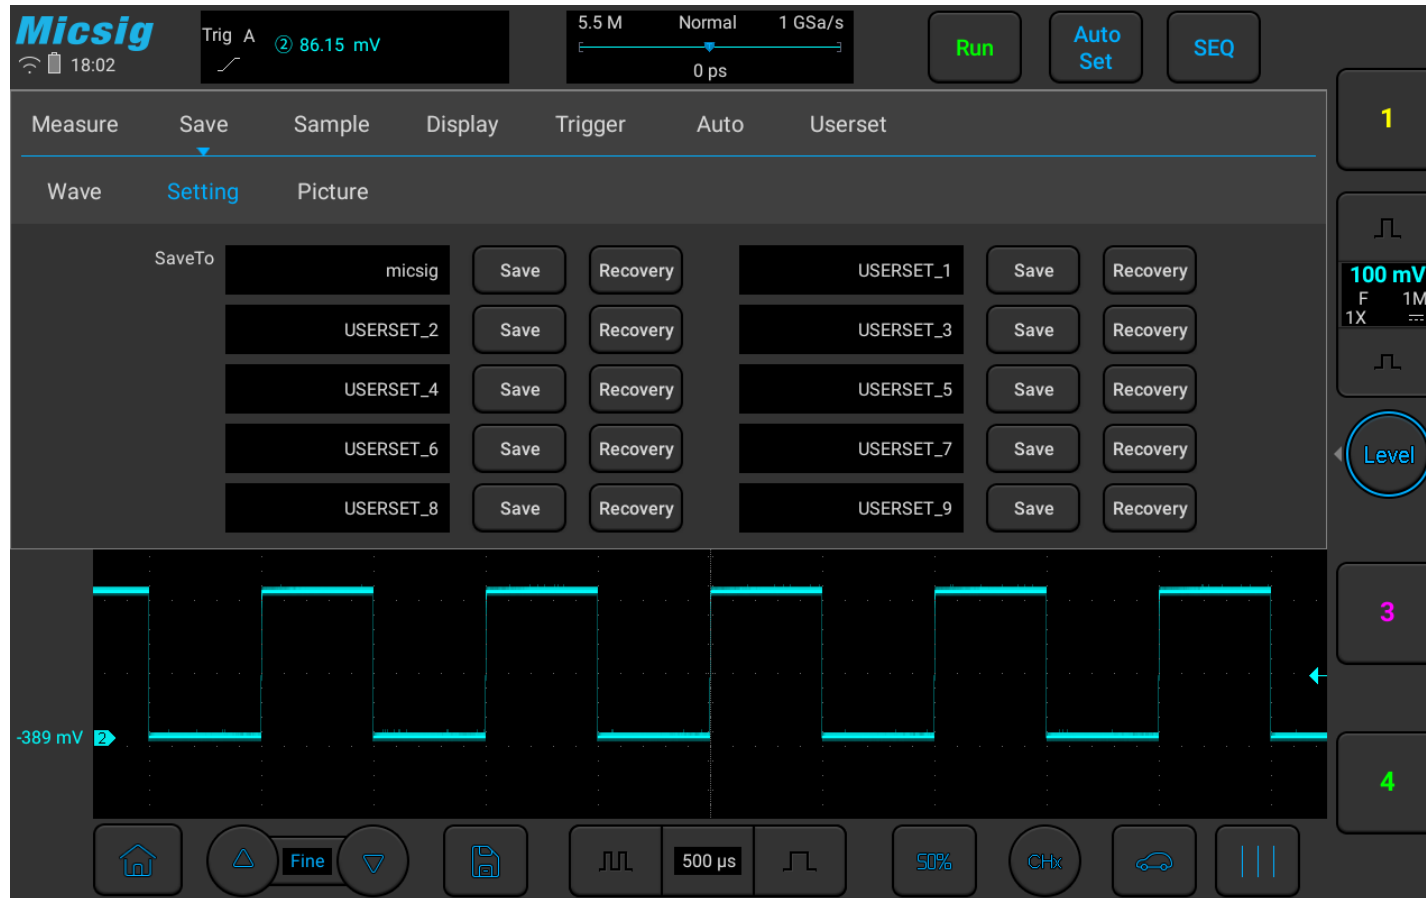 Micsig
18:02
Trig A ② 86.15 mV
5.5 M Normal 1 GSa/s
0 ps
Run
Auto Set
SEQ
Measure Save Sample Display Trigger Auto Userset
Wave Setting Picture
SaveTo micsig Save Recovery USERSET_1 Save Recovery
USERSET_2 Save Recovery USERSET_3 Save Recovery
USERSET_4 Save Recovery USERSET_5 Save Recovery
USERSET_6 Save Recovery USERSET_7 Save Recovery
USERSET_8 Save Recovery USERSET_9 Save Recovery
1
100 mV
F 1M
1X
Level
3
4
-389 mV 2
Fine
500 µs
50%
CHx